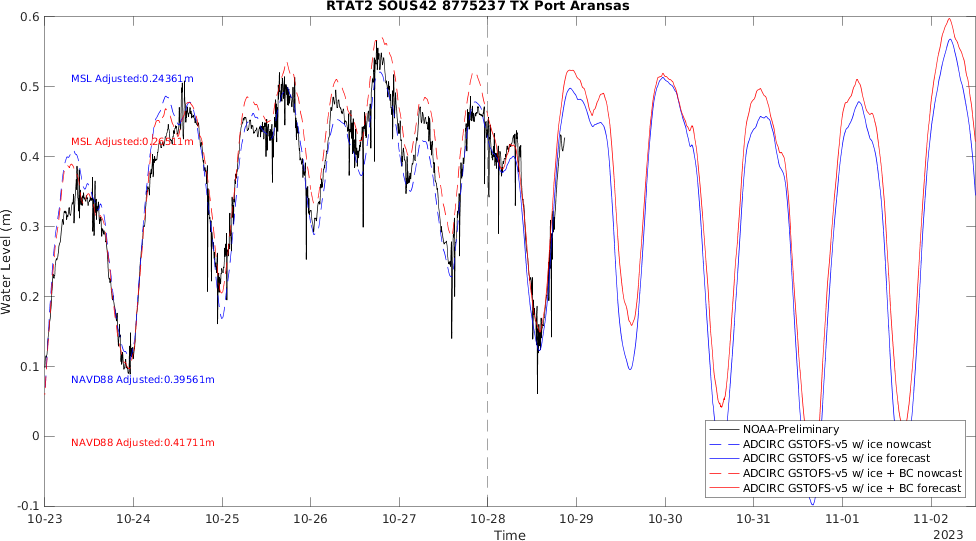 RTAT2 SOUS42 8775237 TX Port Aransas
0.6
0.5
0.4
0.3
0.2
0.1
0
-0.1
Water Level (m)
MSL Adjusted:0.24361m
NAVD88 Adjusted:0.39561m
NAVD88 Adjusted:0.41711m
NOAA-Preliminary
ADCIRC GSTOFS-v5 w/ ice nowcast
ADCIRC GSTOFS-v5 w/ ice forecast
ADCIRC GSTOFS-v5 w/ ice + BC nowcast
ADCIRC GSTOFS-v5 w/ ice + BC forecast
MSL Adjusted:
10-23 10-24 10-25 10-26 10-27 10-28 10-29 10-30 10-31 11-01 11-02
Time
2023